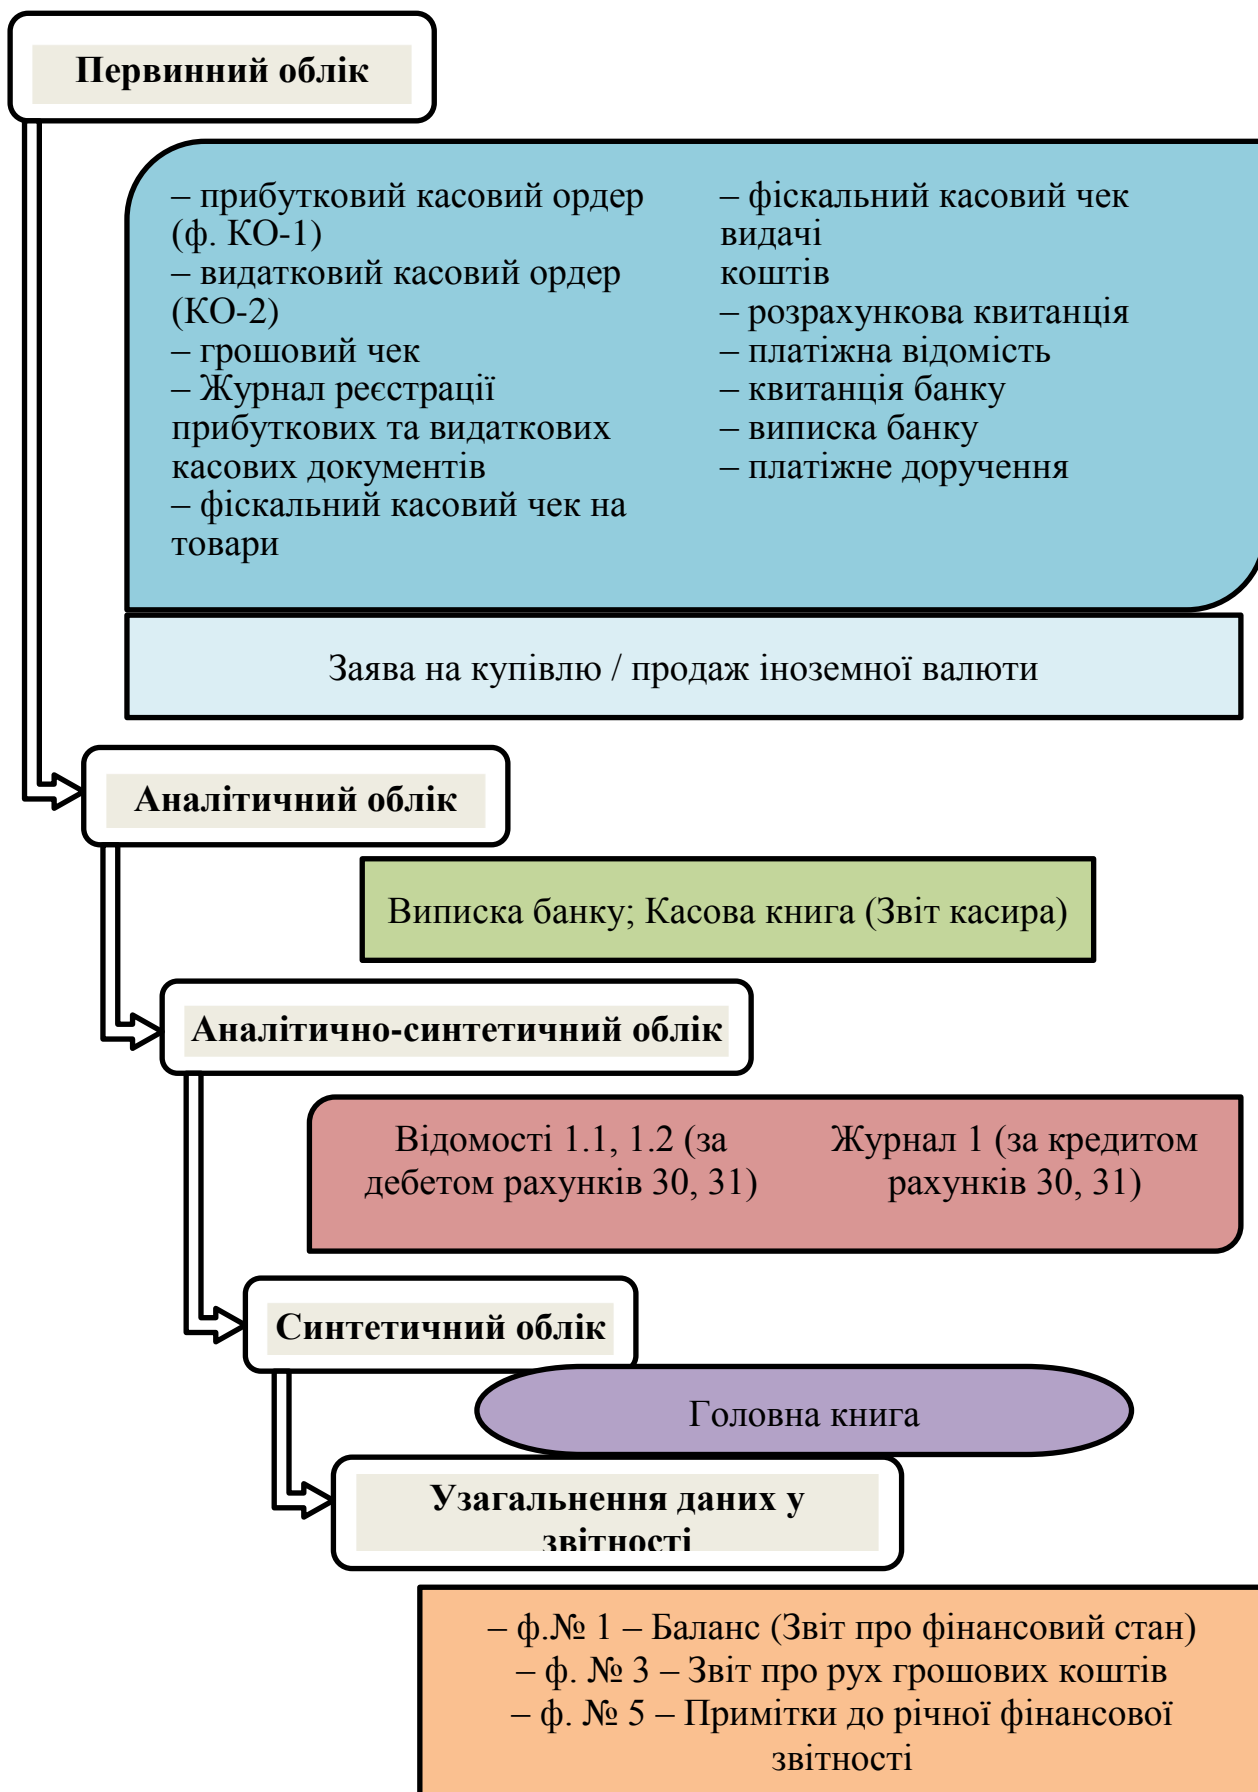 Первинний облік
– прибутковий касовий ордер
(ф. КО-1)
– видатковий касовий ордер
(КО-2)
– грошовий чек
– Журнал реєстрації
прибуткових та видаткових
касових документів
– фіскальний касовий чек на
товари
– фіскальний касовий чек
видачі
коштів
– розрахункова квитанція
– платіжна відомість
– квитанція банку
– виписка банку
– платіжне доручення
Заява на купівлю / продаж іноземної валюти
Аналітичний облік
Виписка банку; Касова книга (Звіт касира)
Аналітично-синтетичний облік
Відомості 1.1, 1.2 (за
дебетом рахунків 30, 31)
Журнал 1 (за кредитом
рахунків 30, 31)
Синтетичний облік
Головна книга
Узагальнення даних у
звітності
– ф.№ 1 – Баланс (Звіт про фінансовий стан)
– ф. № 3 – Звіт про рух грошових коштів
– ф. № 5 – Примітки до річної фінансової
звітності